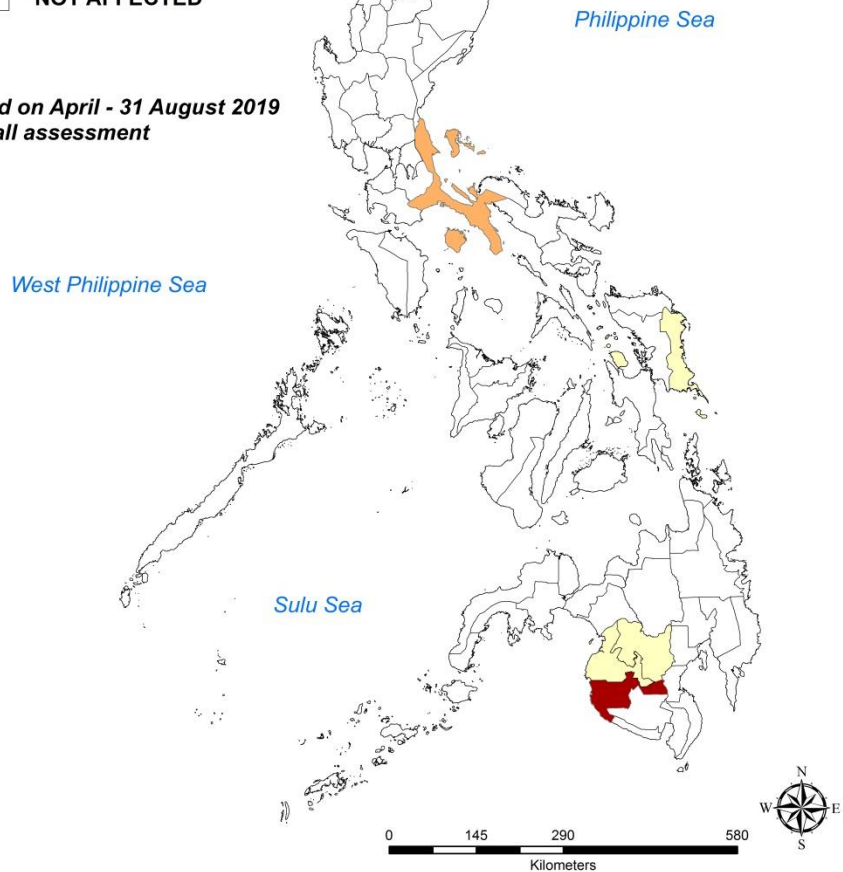 NOT AFFECTED
Philippine Sea
d on April - 31 August 2019
all assessment
West Philippine Sea
Sulu Sea
N
W
E
S
0 145 290 580
Kilometers